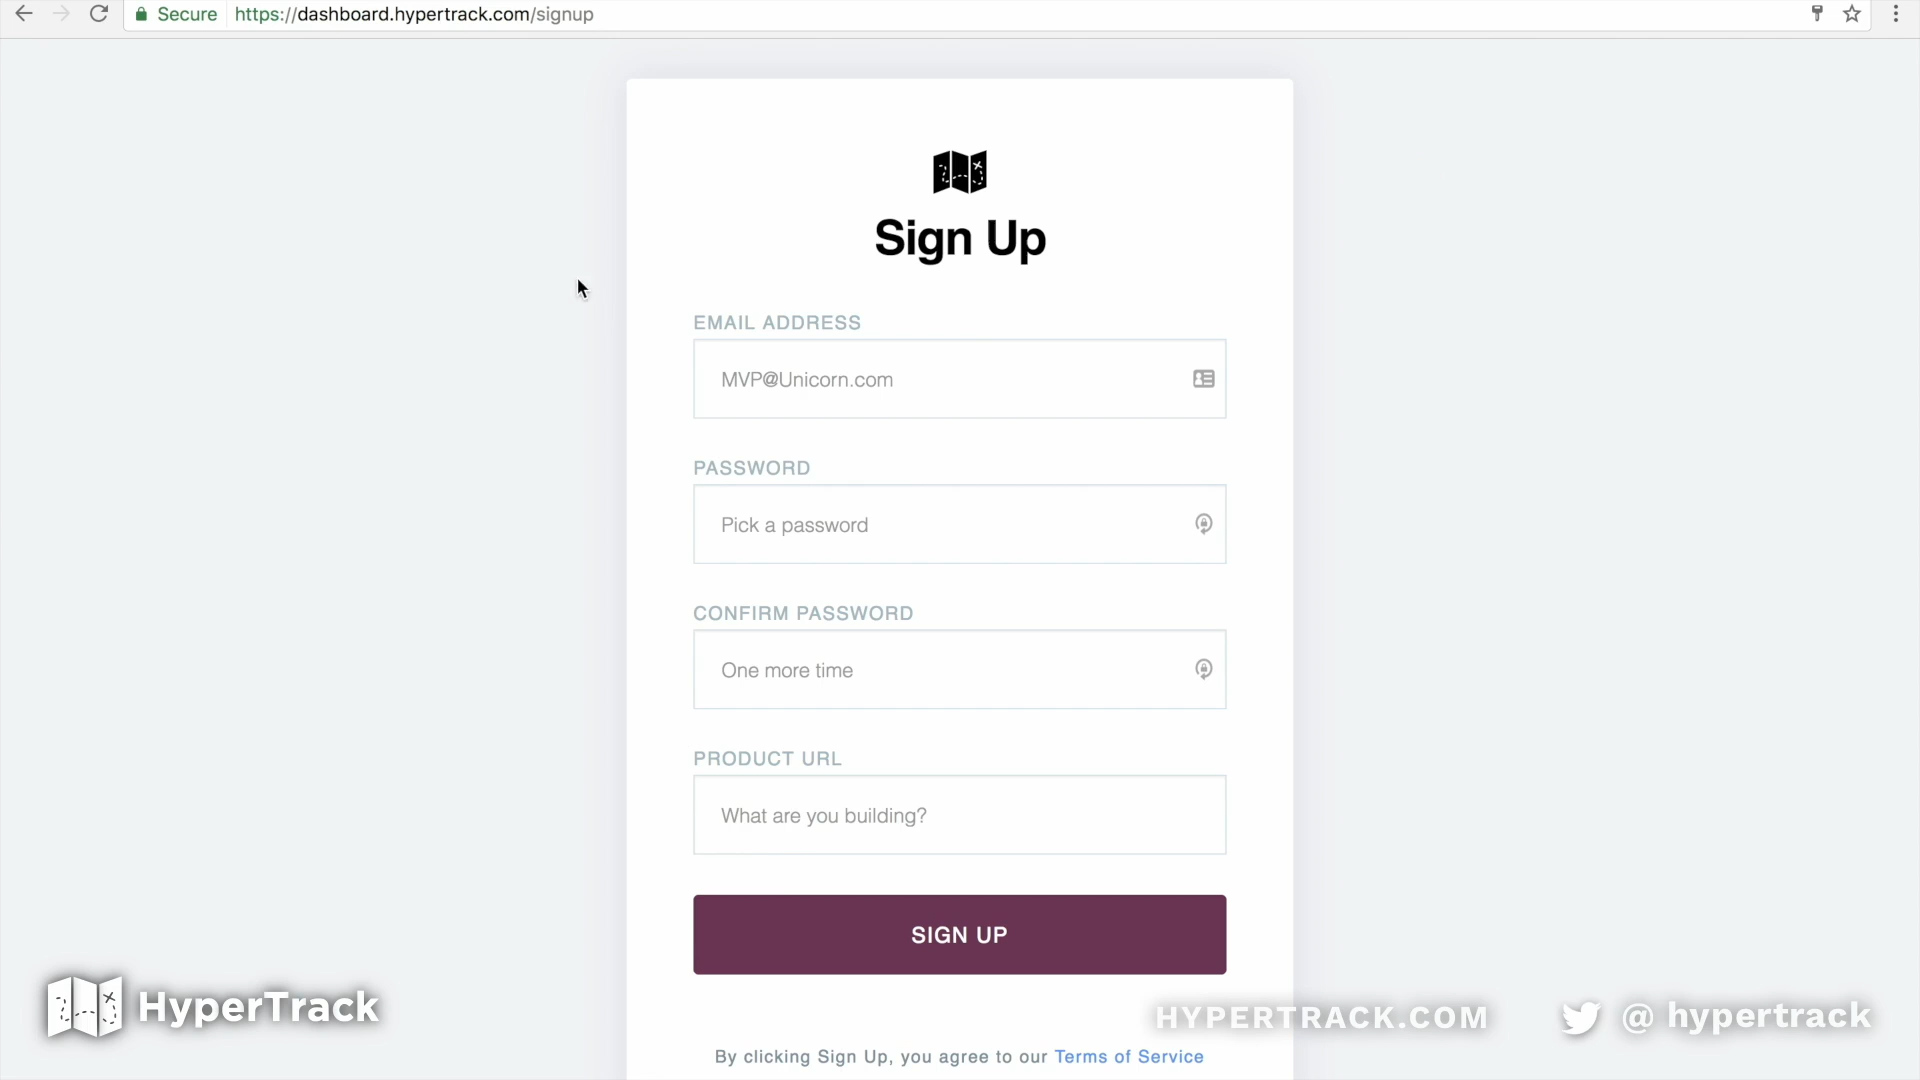 Secure https://dashboard.hypertrack.com/signup
Sign Up
EMAIL ADDRESS
MVP@Unicorn.com
PASSWORD
Pick a password
CONFIRM PASSWORD
One more time
PRODUCT URL
What are you building?
SIGN UP
HyperTrack
HYPERTRACK.COM
@ hypertrack
By clicking Sign Up, you agree to our Terms of Service